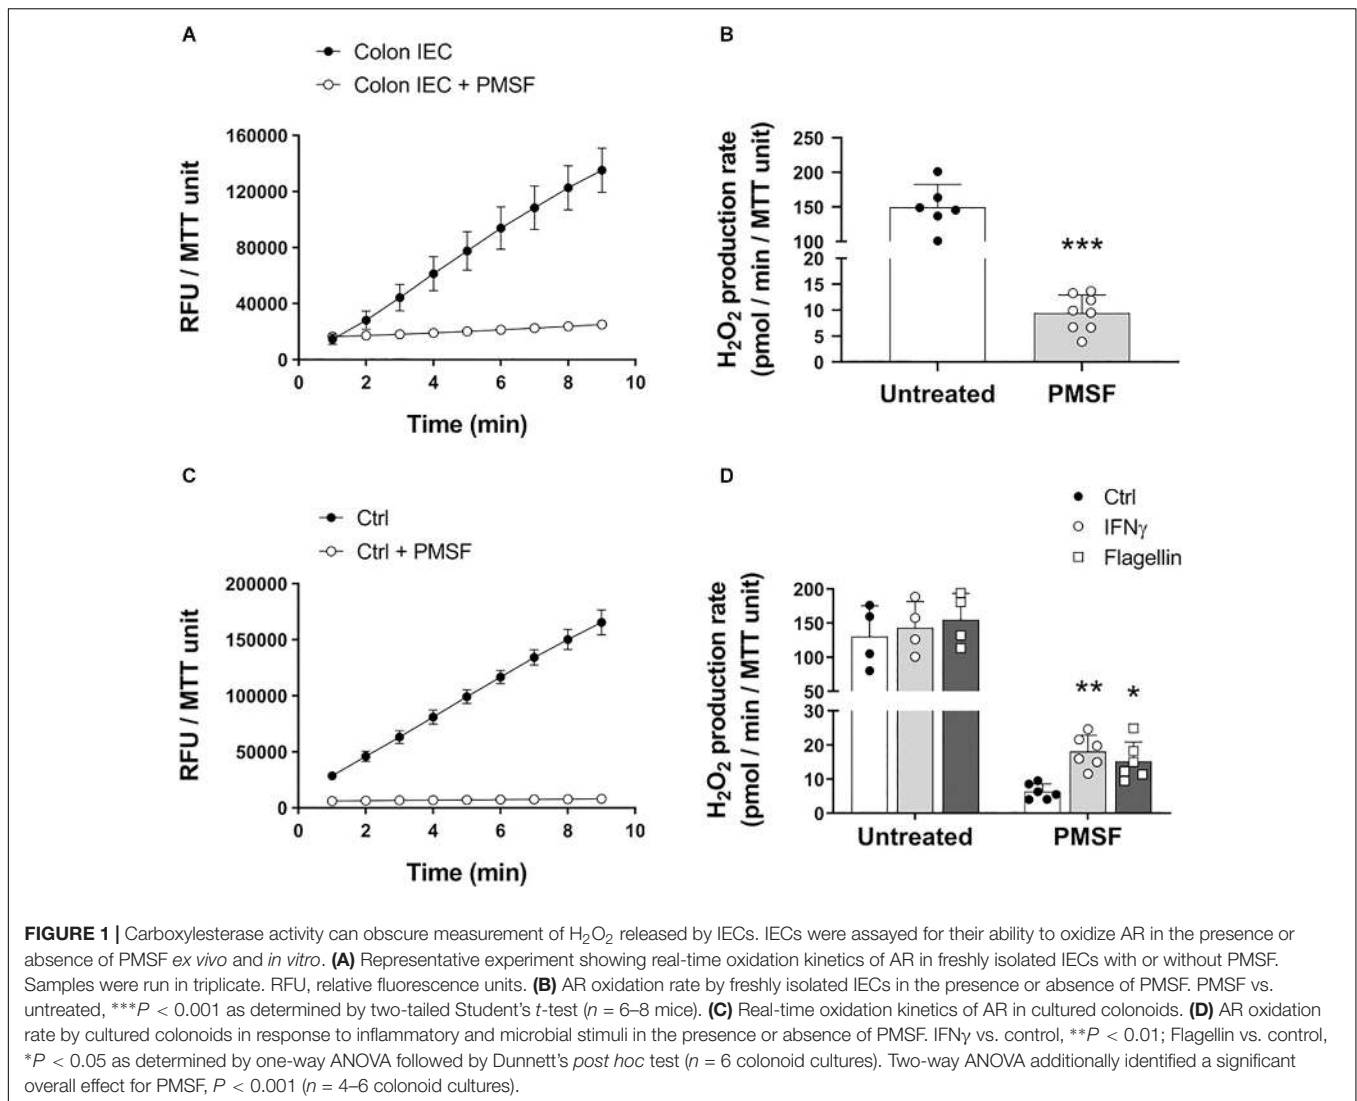 A
Colon IEC
Colon IEC + PMSF
RFU / MTT unit
160000
120000
80000
40000
0
0 2 4 6 8 10
Time (min)
B
H₂O₂ production rate
(pmol / min / MTT unit)
250
200
150
100
20
15
10
5
0
***
Untreated PMSF
C
Ctrl
Ctrl + PMSF
RFU / MTT unit
200000
150000
100000
50000
0
0 2 4 6 8 10
Time (min)
D
Ctrl
IFNγ
Flagellin
H₂O₂ production rate
(pmol / min / MTT unit)
200
150
100
50
30
20
10
0
** *
Untreated PMSF
FIGURE 1 | Carboxylesterase activity can obscure measurement of H₂O₂ released by IECs. IECs were assayed for their ability to oxidize AR in the presence or
absence of PMSF ex vivo and in vitro. (A) Representative experiment showing real-time oxidation kinetics of AR in freshly isolated IECs with or without PMSF.
Samples were run in triplicate. RFU, relative fluorescence units. (B) AR oxidation rate by freshly isolated IECs in the presence or absence of PMSF. PMSF vs.
untreated, ***P < 0.001 as determined by two-tailed Student's t-test (n = 6–8 mice). (C) Real-time oxidation kinetics of AR in cultured colonoids. (D) AR oxidation
rate by cultured colonoids in response to inflammatory and microbial stimuli in the presence or absence of PMSF. IFNγ vs. control, **P < 0.01; Flagellin vs. control,
*P < 0.05 as determined by one-way ANOVA followed by Dunnett's post hoc test (n = 6 colonoid cultures). Two-way ANOVA additionally identified a significant
overall effect for PMSF, P < 0.001 (n = 4–6 colonoid cultures).